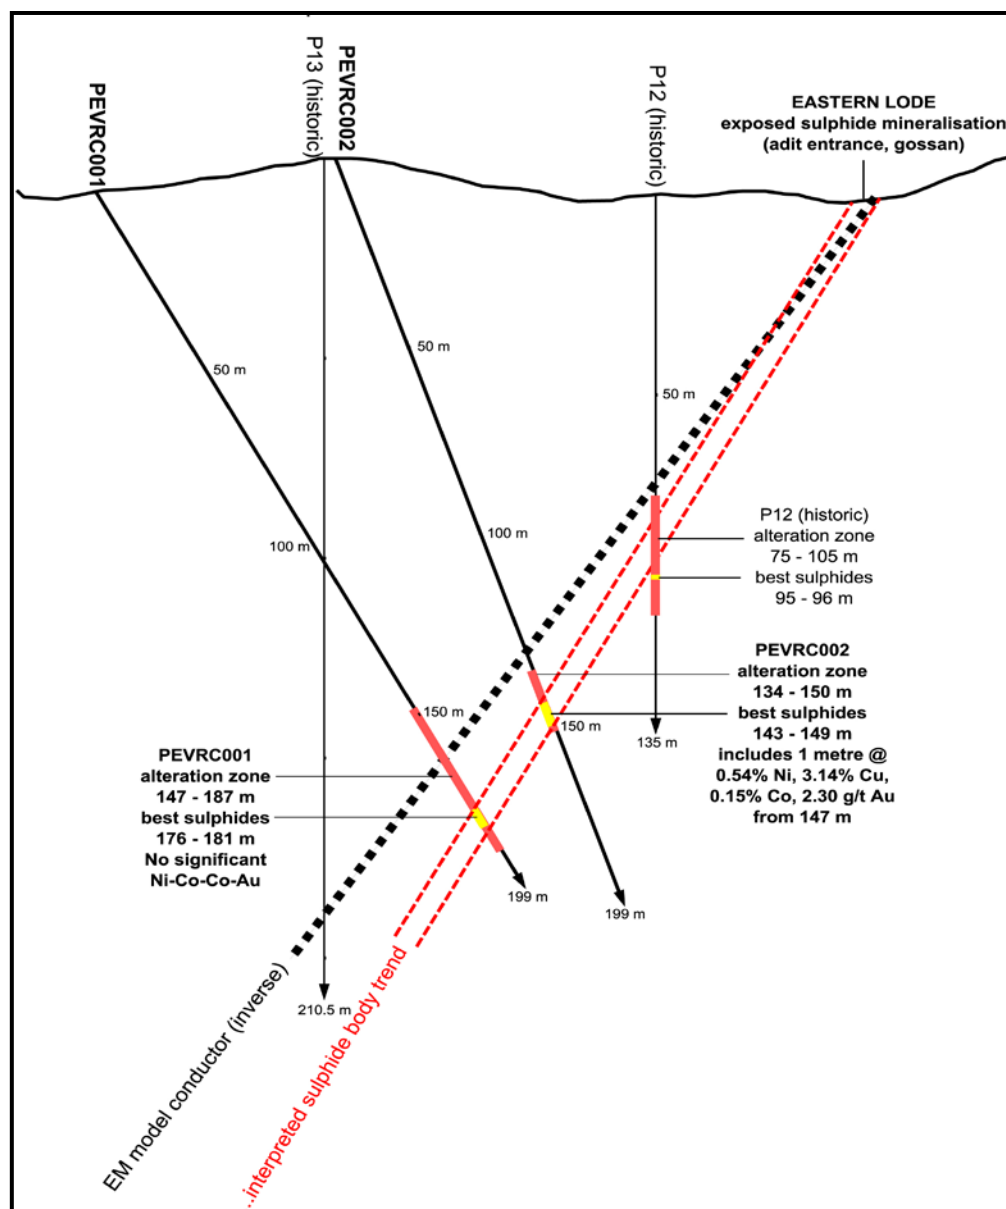 PEVRC001
P13 (historic)
PEVRC002
P12 (historic)
EASTERN LODE
exposed sulphide mineralisation
(adit entrance, gossan)
50 m
50 m
50 m
100 m
100 m
P12 (historic)
alteration zone
75 - 105 m
best sulphides
95 - 96 m
PEVRC002
alteration zone
134 - 150 m
best sulphides
143 - 149 m
includes 1 metre @
0.54% Ni, 3.14% Cu,
0.15% Co, 2.30 g/t Au
from 147 m
150 m
150 m
135 m
PEVRC001
alteration zone
147 - 187 m
best sulphides
176 - 181 m
No significant
Ni-Co-Co-Au
199 m
199 m
210.5 m
EM model conductor (inverse)
..interpreted sulphide body trend